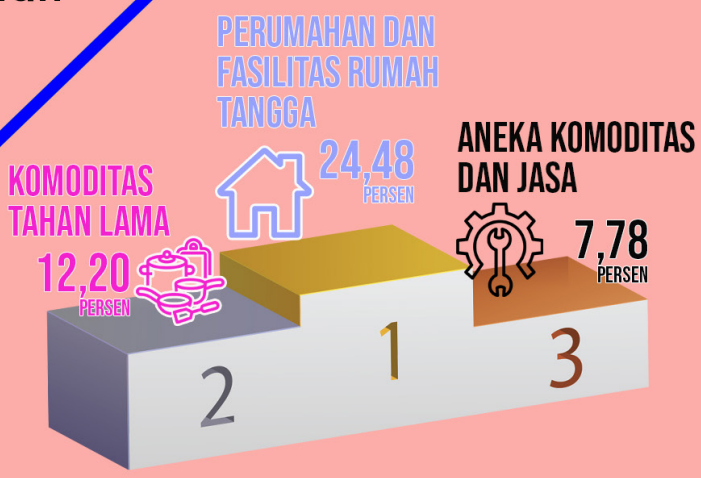 PERUMAHAN DAN
FASILITAS RUMAH
TANGGA
24,48
PERSEN
KOMODITAS
TAHAN LAMA
12,20
PERSEN
ANEKA KOMODITAS
DAN JASA
7,78
PERSEN
2
1
3